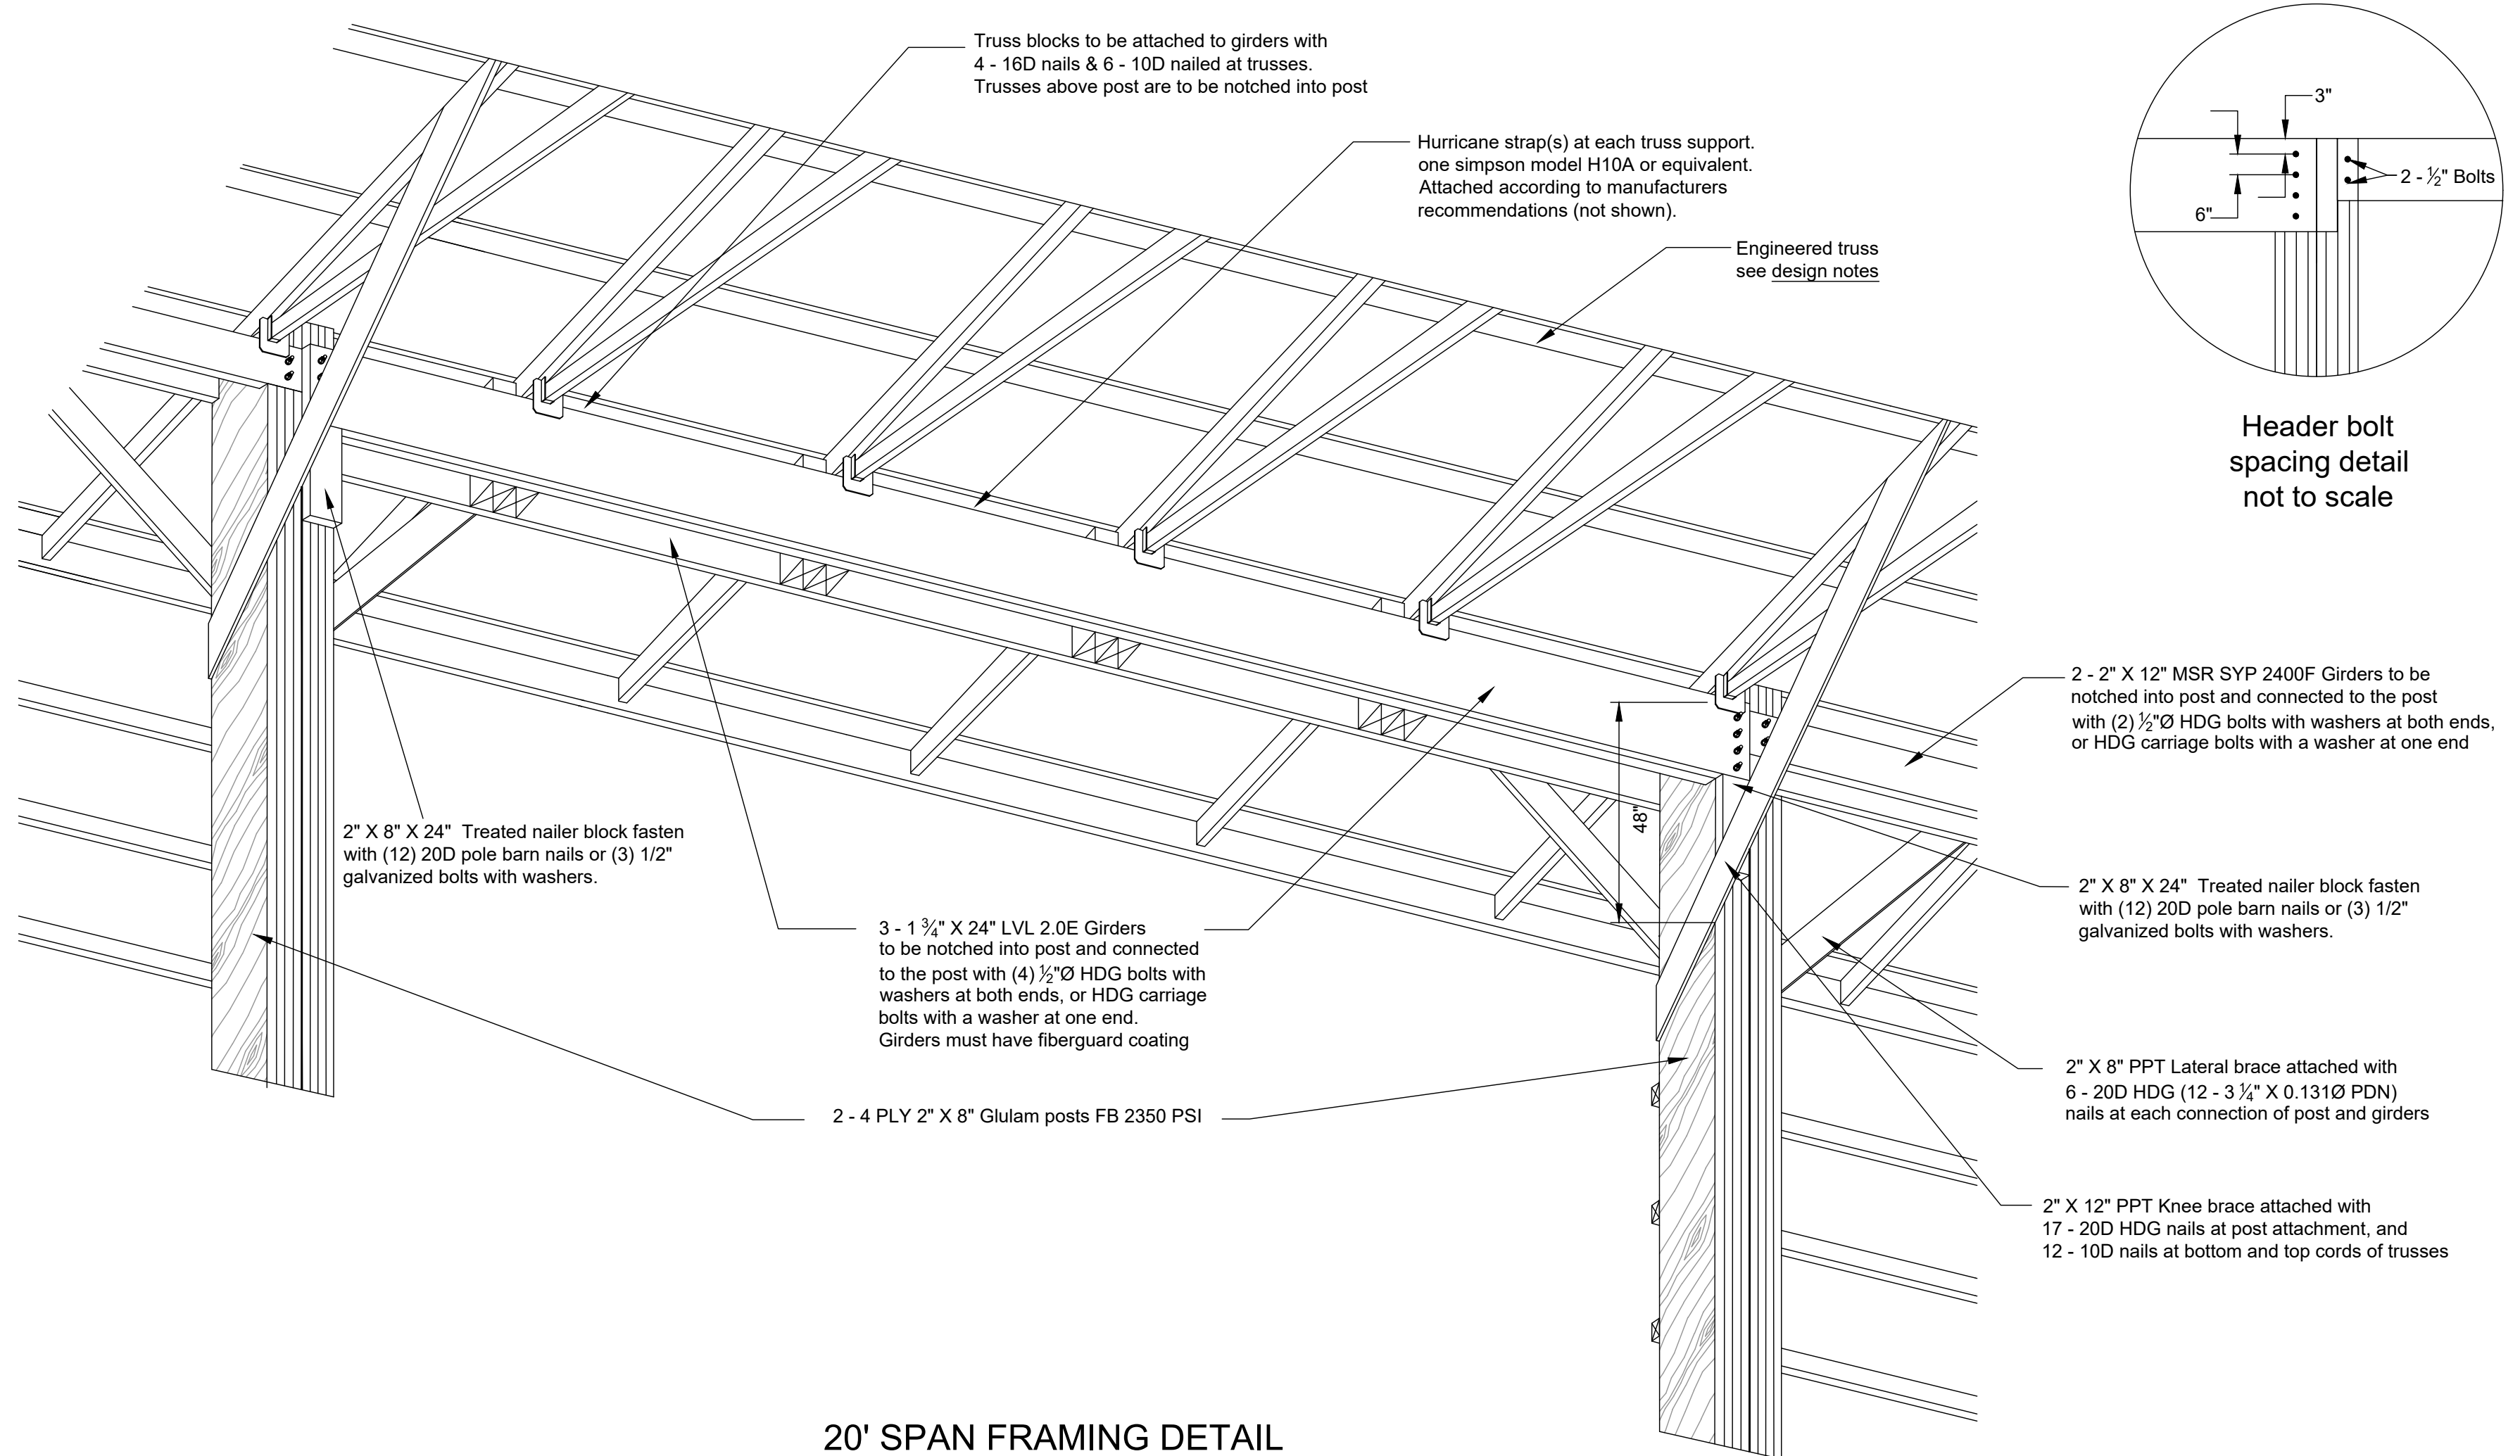 Truss blocks to be attached to girders with
4 - 16D nails & 6 - 10D nailed at trusses.
Trusses above post are to be notched into post
Hurricane strap(s) at each truss support.
one simpson model H10A or equivalent.
Attached according to manufacturers
recommendations (not shown).
Engineered truss
see design notes
3"
6"
2 - ½" Bolts
Header bolt
spacing detail
not to scale
2 - 2" X 12" MSR SYP 2400F Girders to be
notched into post and connected to the post
with (2) ½"Ø HDG bolts with washers at both ends,
or HDG carriage bolts with a washer at one end
48"
2" X 8" X 24" Treated nailer block fasten
with (12) 20D pole barn nails or (3) 1/2"
galvanized bolts with washers.
3 - 1 ¾" X 24" LVL 2.0E Girders
to be notched into post and connected
to the post with (4) ½"Ø HDG bolts with
washers at both ends, or HDG carriage
bolts with a washer at one end.
Girders must have fiberguard coating
2" X 8" X 24" Treated nailer block fasten
with (12) 20D pole barn nails or (3) 1/2"
galvanized bolts with washers.
2 - 4 PLY 2" X 8" Glulam posts FB 2350 PSI
2" X 8" PPT Lateral brace attached with
6 - 20D HDG (12 - 3 ¼" X 0.131Ø PDN)
nails at each connection of post and girders
2" X 12" PPT Knee brace attached with
17 - 20D HDG nails at post attachment, and
12 - 10D nails at bottom and top cords of trusses
20' SPAN FRAMING DETAIL